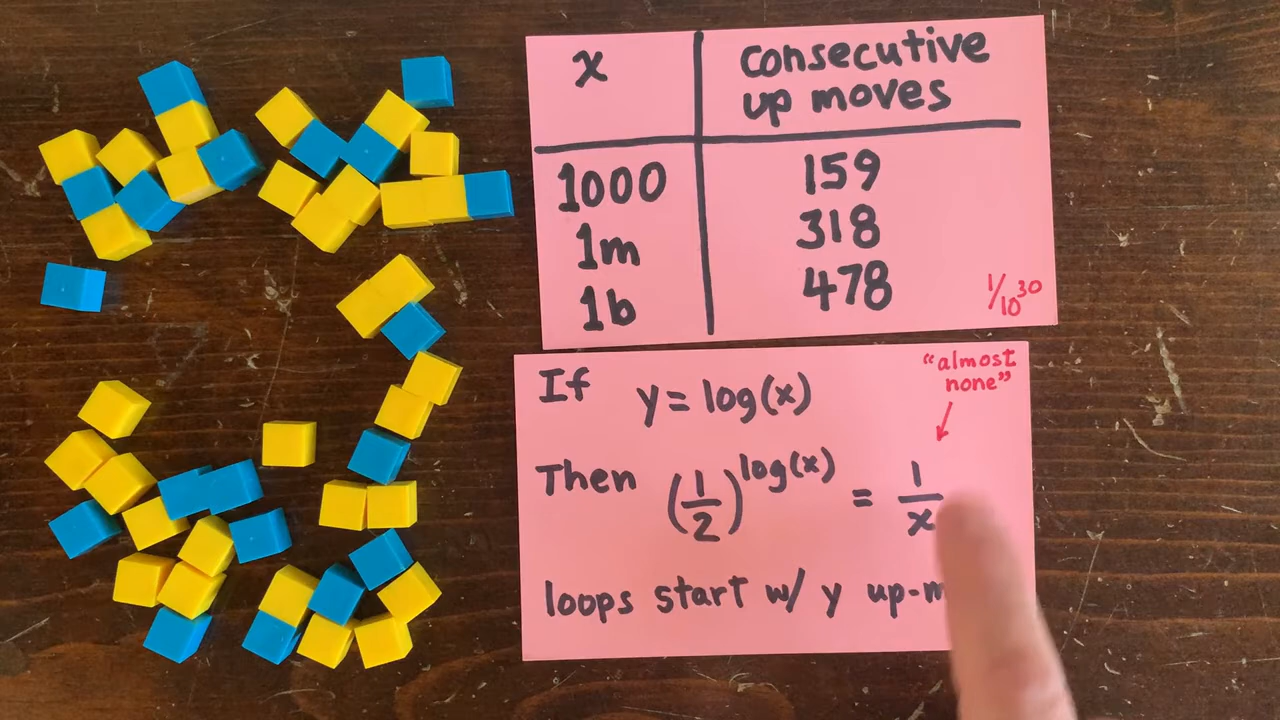 x consecutive
up moves
1000 159
1m 318
1b 478
1/10^30
"almost
none"
If y = log(x)
Then (1/2)^log(x) = 1/x
loops start w/ y